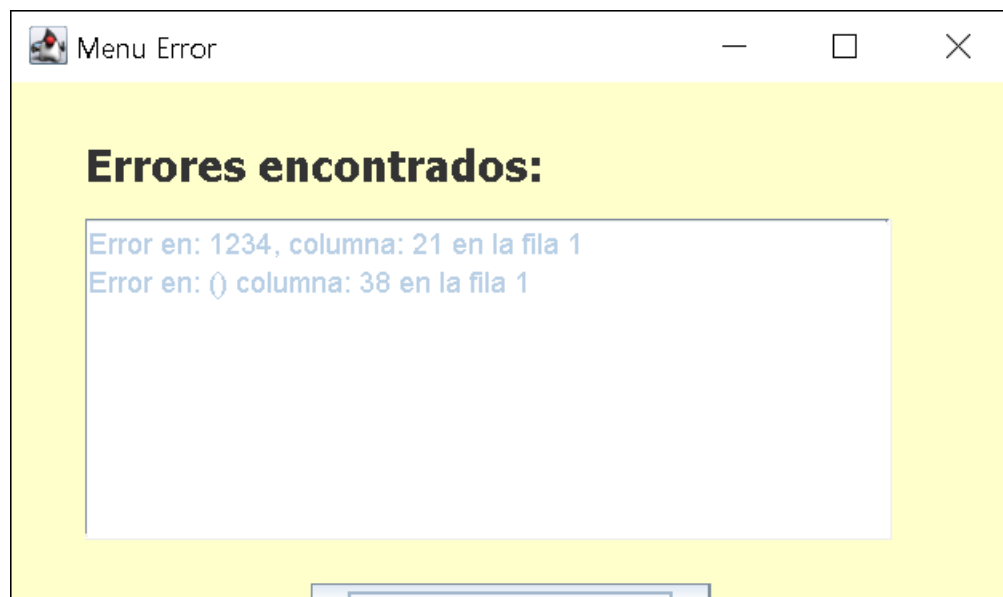 Menu Error
Errores encontrados:
Error en: 1234, columna: 21 en la fila 1
Error en: () columna: 38 en la fila 1